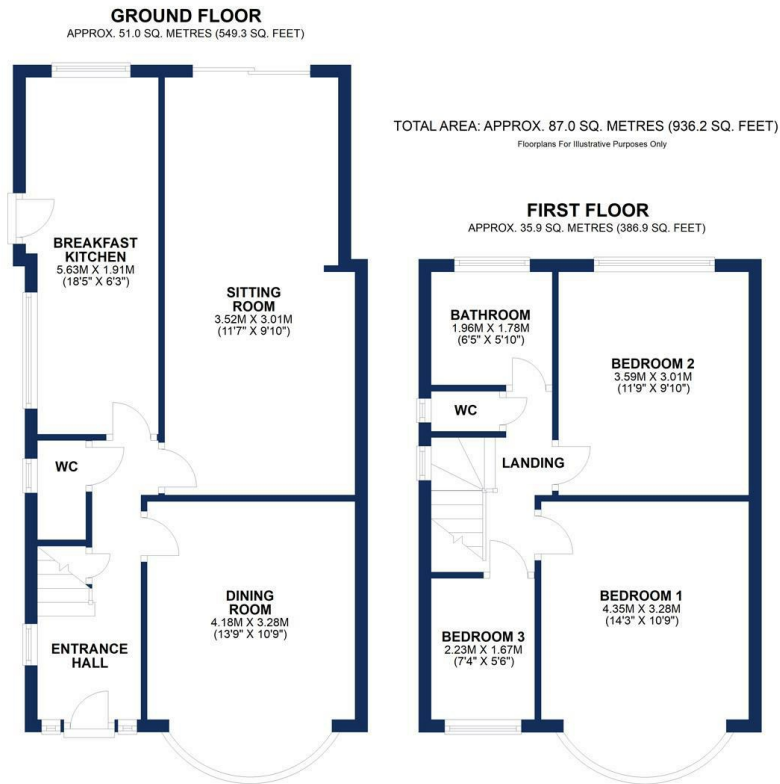 GROUND FLOOR
APPROX. 51.0 SQ. METRES (549.3 SQ. FEET)
TOTAL AREA: APPROX. 87.0 SQ. METRES (936.2 SQ. FEET)
Floorplans For Illustrative Purposes Only
BREAKFAST
KITCHEN
5.63M X 1.91M
(18'5" X 6'3")
SITTING
ROOM
3.52M X 3.01M
(11'7" X 9'10")
WC
DINING
ROOM
4.18M X 3.28M
(13'9" X 10'9")
ENTRANCE
HALL
FIRST FLOOR
APPROX. 35.9 SQ. METRES (386.9 SQ. FEET)
BATHROOM
1.96M X 1.78M
(6'5" X 5'10")
BEDROOM 2
3.59M X 3.01M
(11'9" X 9'10")
WC
LANDING
BEDROOM 1
4.35M X 3.28M
(14'3" X 10'9")
BEDROOM 3
2.23M X 1.67M
(7'4" X 5'6")